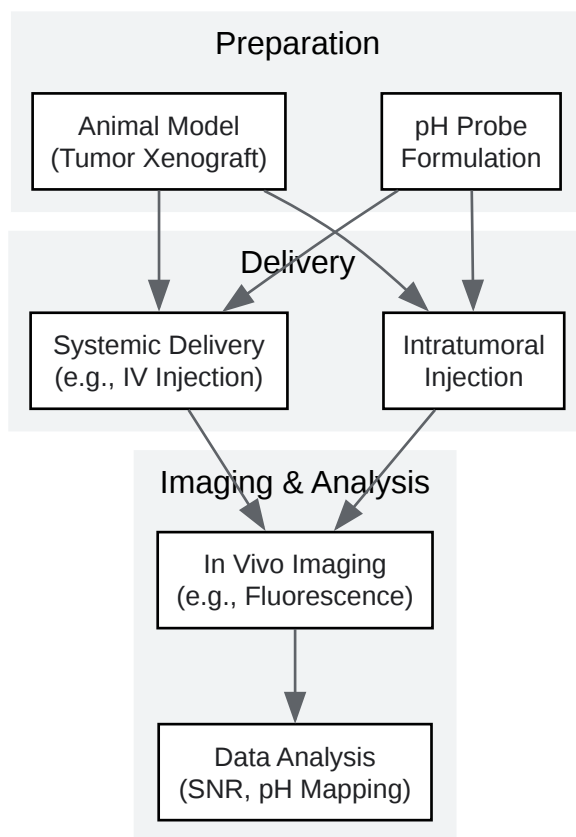 Preparation
Animal Model
(Tumor Xenograft)
pH Probe
Formulation
Delivery
Systemic Delivery
(e.g., IV Injection)
Intratumoral
Injection
Imaging & Analysis
In Vivo Imaging
(e.g., Fluorescence)
Data Analysis
(SNR, pH Mapping)